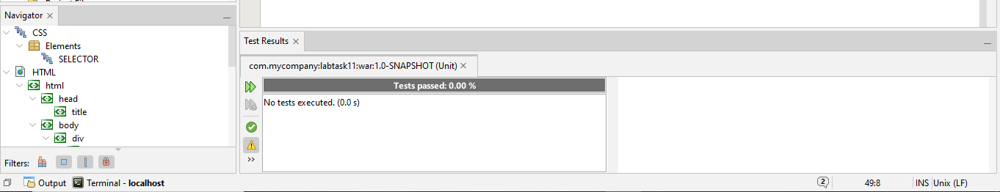 Navigator
CSS
Elements
SELECTOR
HTML
html
head
title
body
div
Filters:
Test Results
com.mycompany:labtask11:war:1.0-SNAPSHOT (Unit)
Tests passed: 0.00 %
No tests executed. (0.0 s)
>>
Output
Terminal - localhost
2
49:8
INS
Unix (LF)